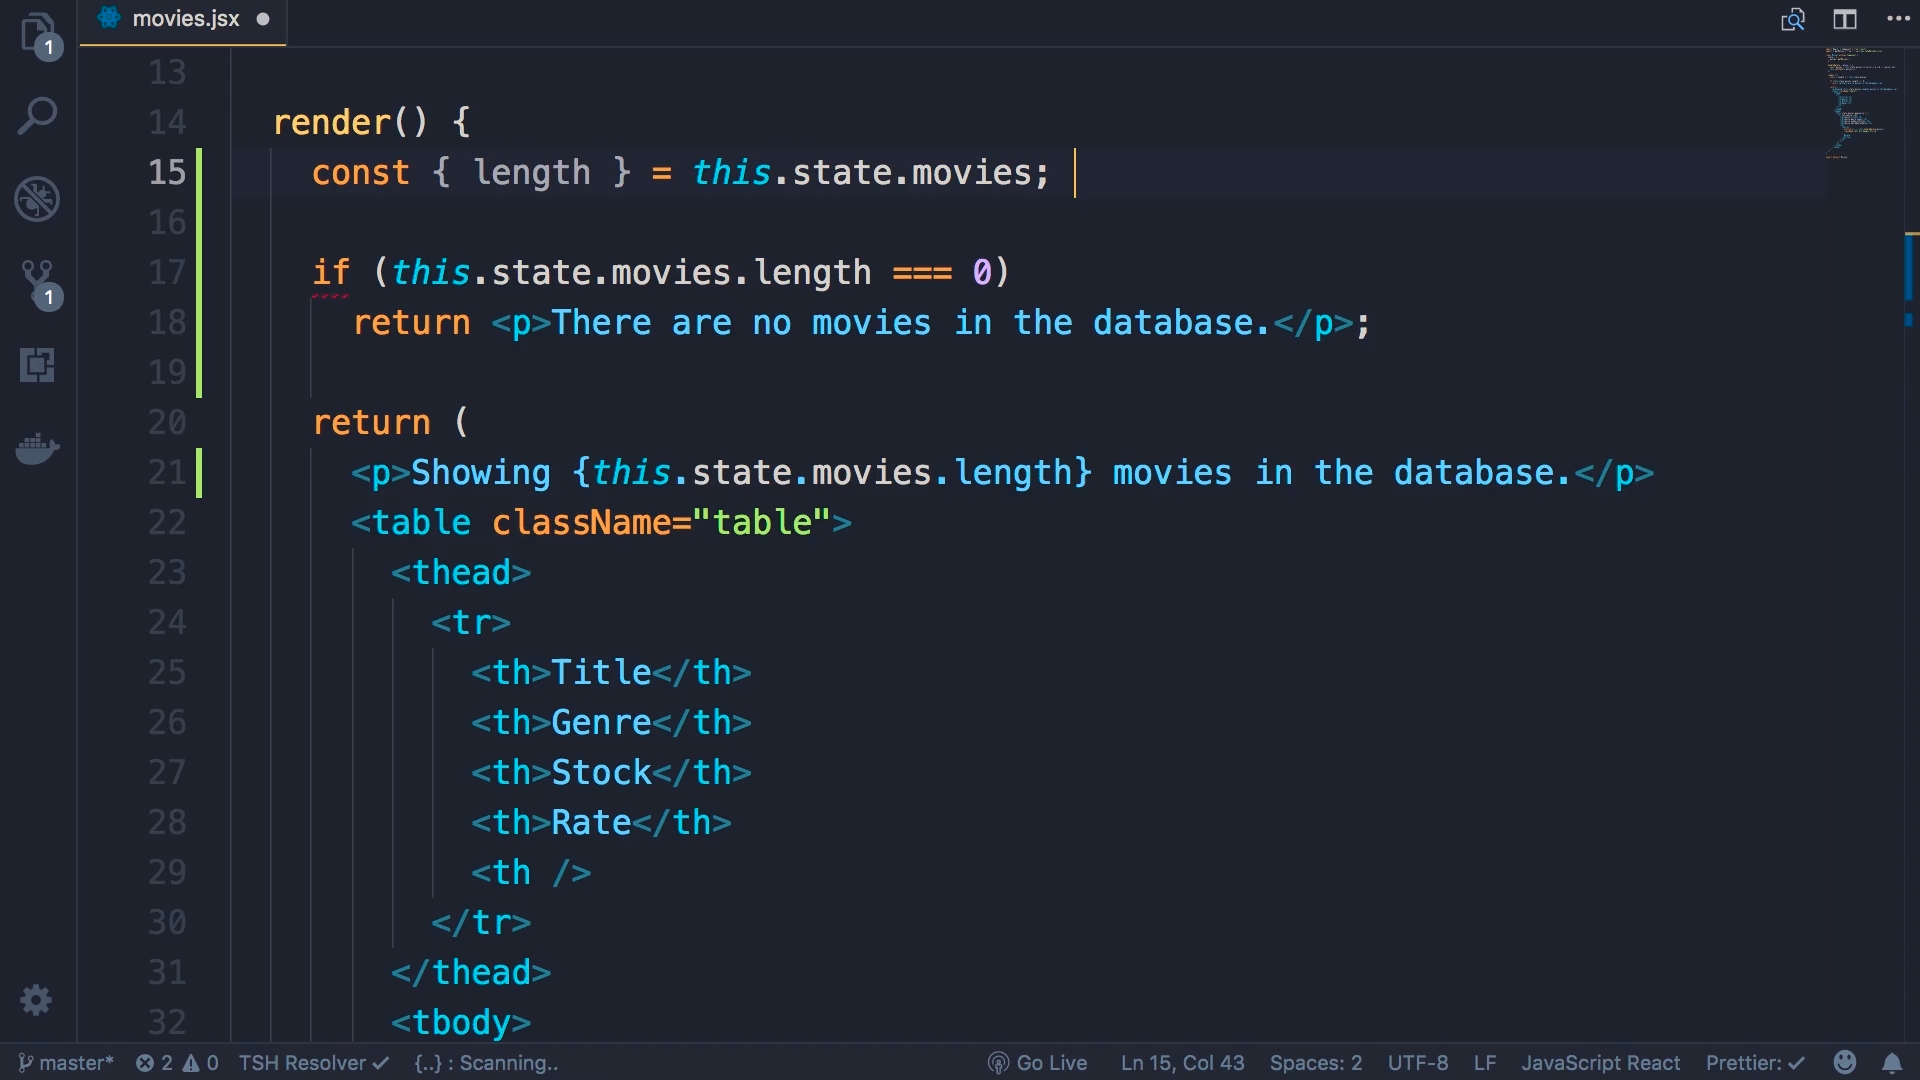 movies.jsx
1
1
13
14 render() {
15 const { length } = this.state.movies;
16
17 if (this.state.movies.length === 0)
18 return <p>There are no movies in the database.</p>;
19
20 return (
21 <p>Showing {this.state.movies.length} movies in the database.</p>
22 <table className="table">
23 <thead>
24 <tr>
25 <th>Title</th>
26 <th>Genre</th>
27 <th>Stock</th>
28 <th>Rate</th>
29 <th />
30 </tr>
31 </thead>
32 <tbody>
master* 2 0 TSH Resolver ✓ {..} : Scanning.. Go Live Ln 15, Col 43 Spaces: 2 UTF-8 LF JavaScript React Prettier: ✓